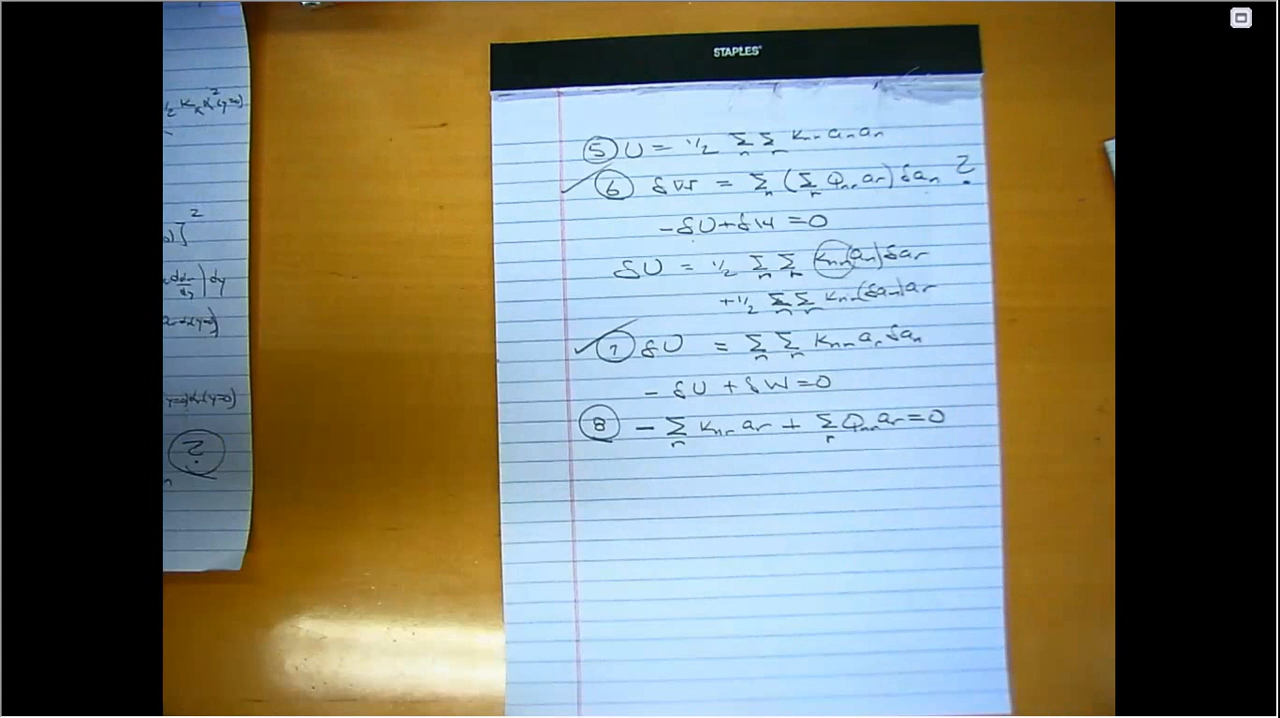 STAPLES
⑤ U = 1/2 Σn Σr Knr an ar
✓ ⑥ δW = Σn (Σr Qnr ar) δan ?
-δU + δW = 0
δU = 1/2 Σn Σr Knr (an) δar
+ 1/2 Σn Σr Knr (δan) ar
✓ ⑦ δU = Σn Σr Knr ar δan
- δU + δW = 0
⑧ - Σr Knr ar + Σr Qnr ar = 0
?